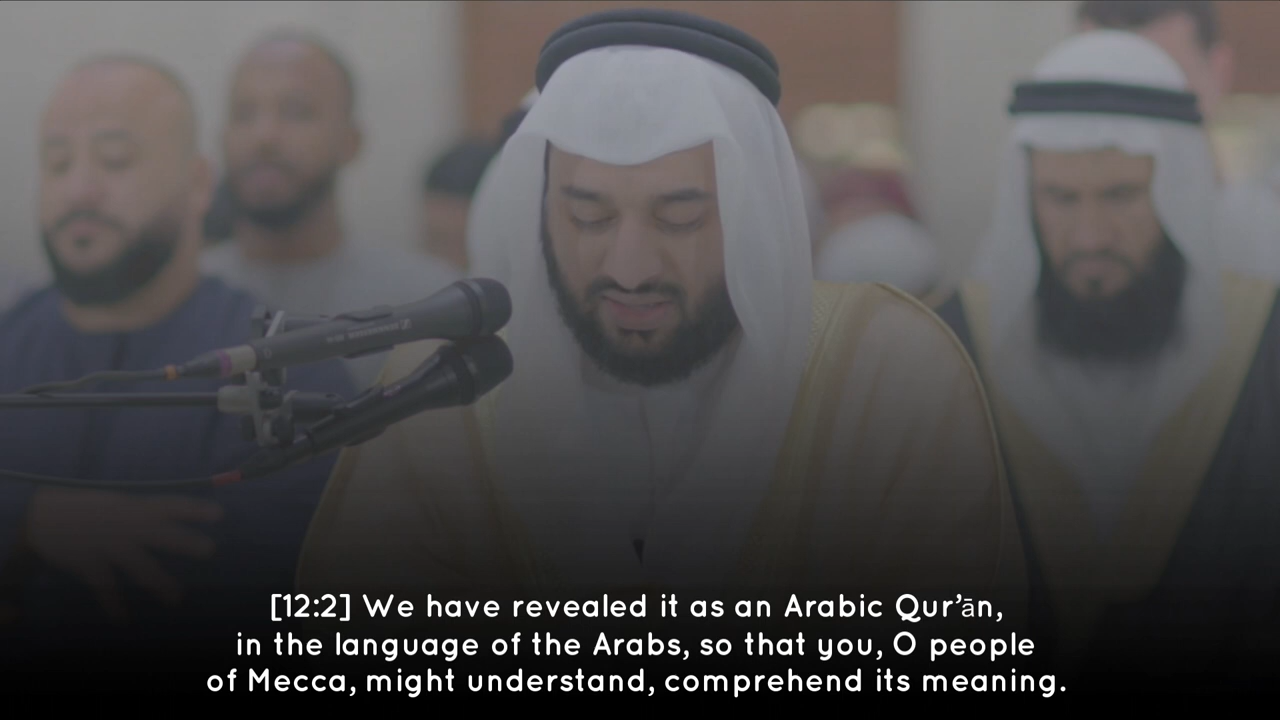 [12:2] We have revealed it as an Arabic Qur’ān,
in the language of the Arabs, so that you, O people
of Mecca, might understand, comprehend its meaning.